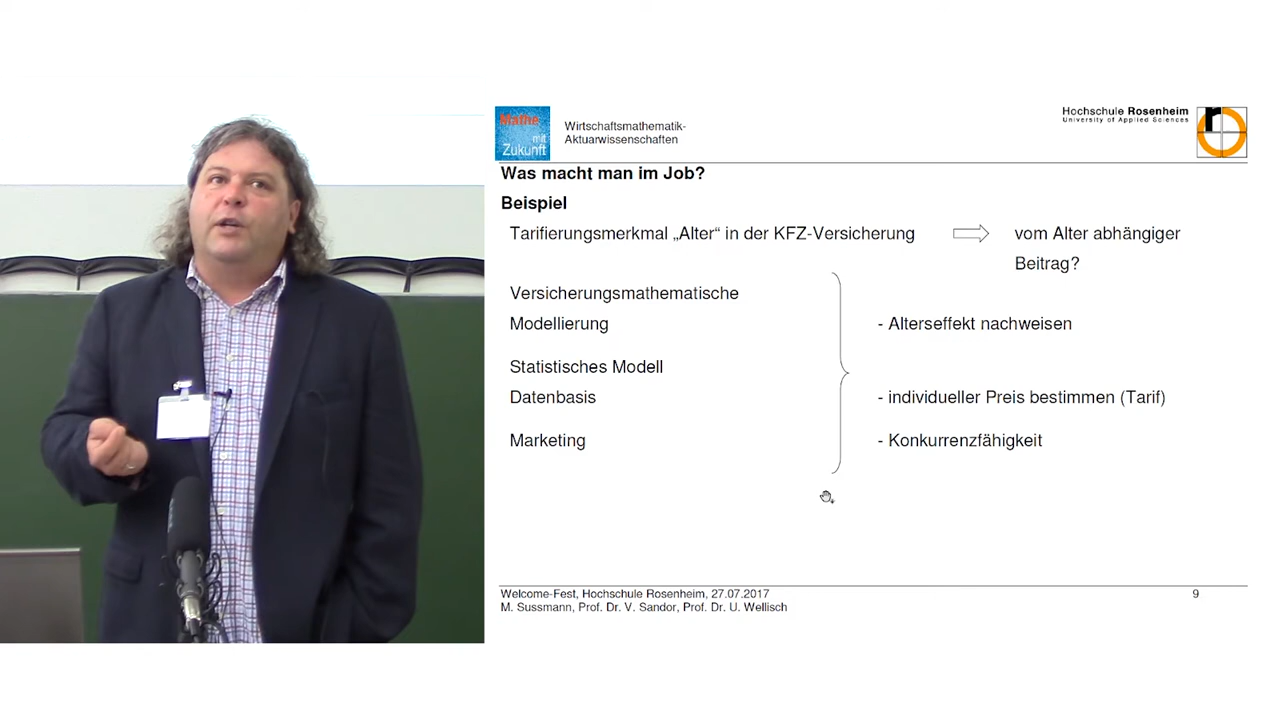 Mathe
mit
Zukunft
Wirtschaftsmathematik-
Aktuarwissenschaften
Hochschule Rosenheim
University of Applied Sciences
r
Was macht man im Job?
Beispiel
Tarifierungsmerkmal „Alter“ in der KFZ-Versicherung
vom Alter abhängiger
Beitrag?
Versicherungsmathematische
Modellierung
- Alterseffekt nachweisen
Statistisches Modell
Datenbasis
- individueller Preis bestimmen (Tarif)
Marketing
- Konkurrenzfähigkeit
Welcome-Fest, Hochschule Rosenheim, 27.07.2017
9
M. Sussmann, Prof. Dr. V. Sandor, Prof. Dr. U. Wellisch